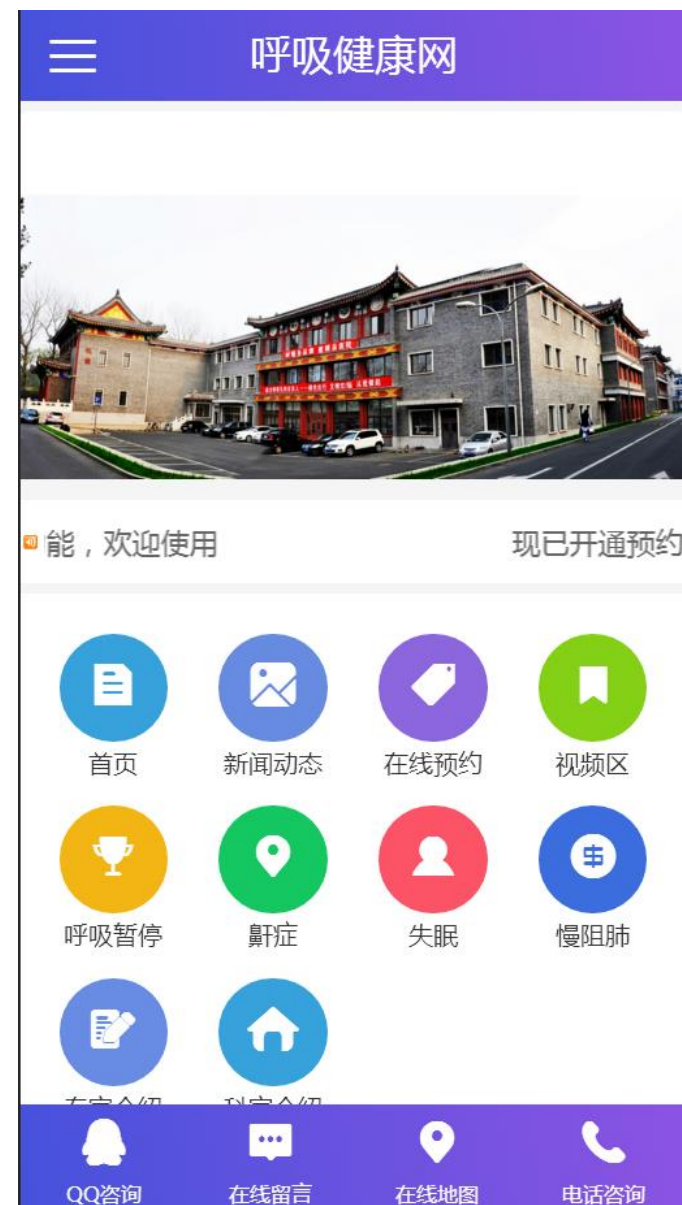 呼吸健康网
能，欢迎使用 现已开通预约
首页 新闻动态 在线预约 视频区
呼吸暂停 鼾症 失眠 慢阻肺
QQ咨询 在线留言 在线地图 电话咨询